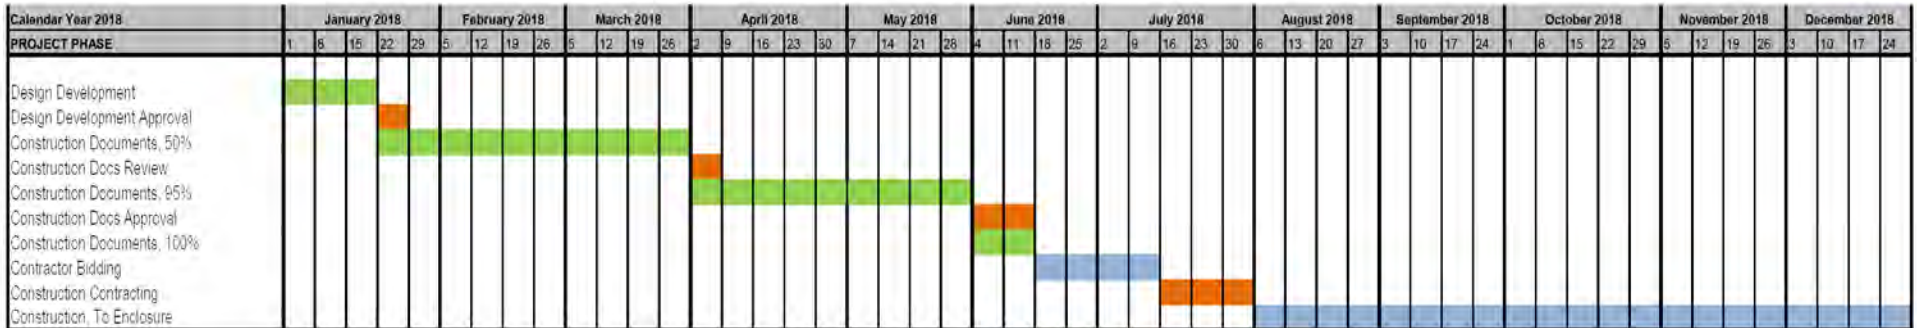 Calendar Year 2018 January 2018 February 2018 March 2018 April 2018 May 2018 June 2018 July 2018 August 2018 September 2018 October 2018 November 2018 December 2018
PROJECT PHASE 1 8 15 22 29 5 12 19 26 5 12 19 26 2 9 16 23 30 7 14 21 28 4 11 18 25 2 9 16 23 30 6 13 20 27 3 10 17 24 1 8 15 22 29 5 12 19 26 3 10 17 24
Design Development
Design Development Approval
Construction Documents, 50%
Construction Docs Review
Construction Documents, 95%
Construction Docs Approval
Construction Documents, 100%
Contractor Bidding
Construction Contracting
Construction, To Enclosure